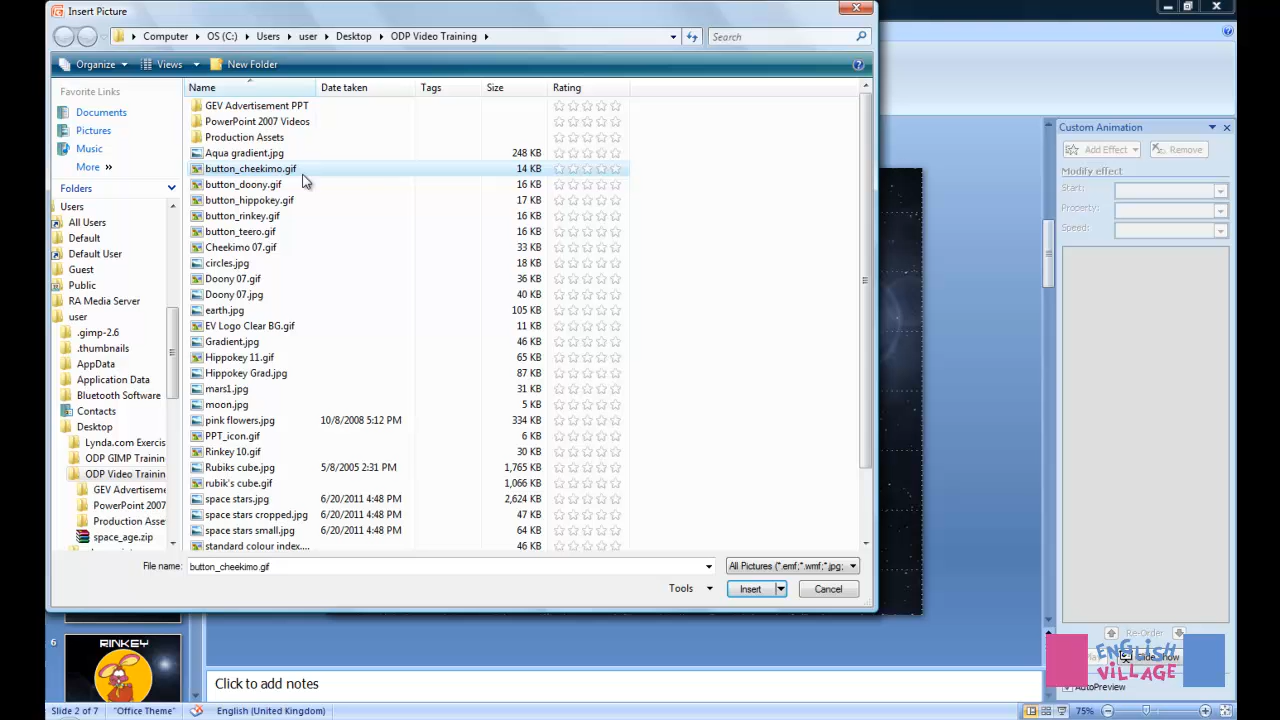 Insert Picture
Computer OS (C:) Users user Desktop ODP Video Training
Search
Organize Views New Folder
Favorite Links
Documents
Pictures
Music
More »
Folders
Users
All Users
Default
Default User
Guest
Public
RA Media Server
user
.gimp-2.6
.thumbnails
AppData
Application Data
Bluetooth Software
Contacts
Desktop
Lynda.com Exercis
ODP GIMP Trainin
ODP Video Trainin
GEV Advertiseme
PowerPoint 2007
Production Asse
space_age.zip
Name Date taken Tags Size Rating
GEV Advertisement PPT
PowerPoint 2007 Videos
Production Assets
Aqua gradient.jpg 248 KB
button_cheekimo.gif 14 KB
button_doony.gif 16 KB
button_hippokey.gif 17 KB
button_rinkey.gif 16 KB
button_teero.gif 16 KB
Cheekimo 07.gif 33 KB
circles.jpg 18 KB
Doony 07.gif 36 KB
Doony 07.jpg 40 KB
earth.jpg 105 KB
EV Logo Clear BG.gif 11 KB
Gradient.jpg 46 KB
Hippokey 11.gif 65 KB
Hippokey Grad.jpg 87 KB
mars1.jpg 31 KB
moon.jpg 5 KB
pink flowers.jpg 10/8/2008 5:12 PM 334 KB
PPT_icon.gif 6 KB
Rinkey 10.gif 30 KB
Rubiks cube.jpg 5/8/2005 2:31 PM 1,765 KB
rubik's cube.gif 1,066 KB
space stars.jpg 6/20/2011 4:48 PM 2,624 KB
space stars cropped.jpg 6/20/2011 4:48 PM 47 KB
space stars small.jpg 6/20/2011 4:48 PM 64 KB
standard colour index.... 46 KB
File name: button_cheekimo.gif All Pictures (*.emf;*.wmf;*.jpg;
Tools Insert Cancel
Custom Animation
Add Effect Remove
Modify effect
Start:
Property:
Speed:
Re-Order
Slide Show
AutoPreview
ENGLISH
VILLAGE
6
RINKEY
Click to add notes
Slide 2 of 7 "Office Theme" English (United Kingdom) 75%